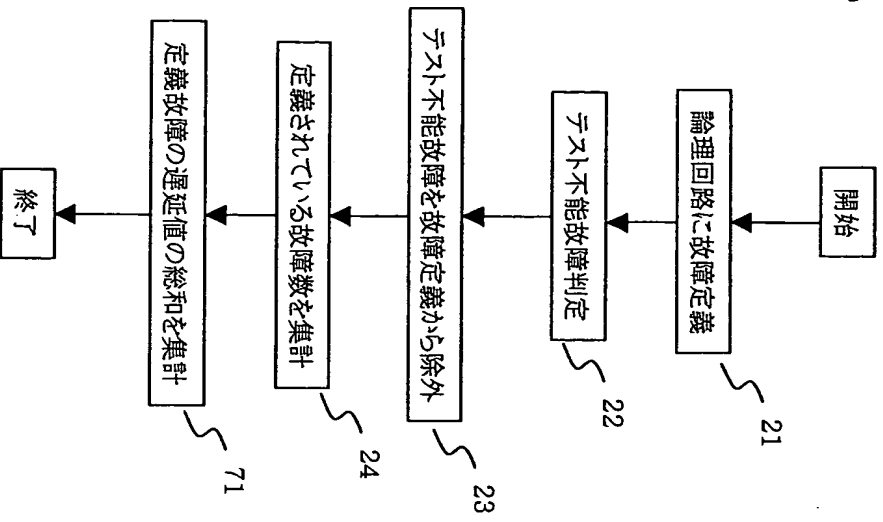 開始
論理回路に故障定義
21
テスト不能故障判定
22
テスト不能故障を故障定義から除外
23
定義されている故障数を集計
24
定義故障の遅延値の総和を集計
71
終了